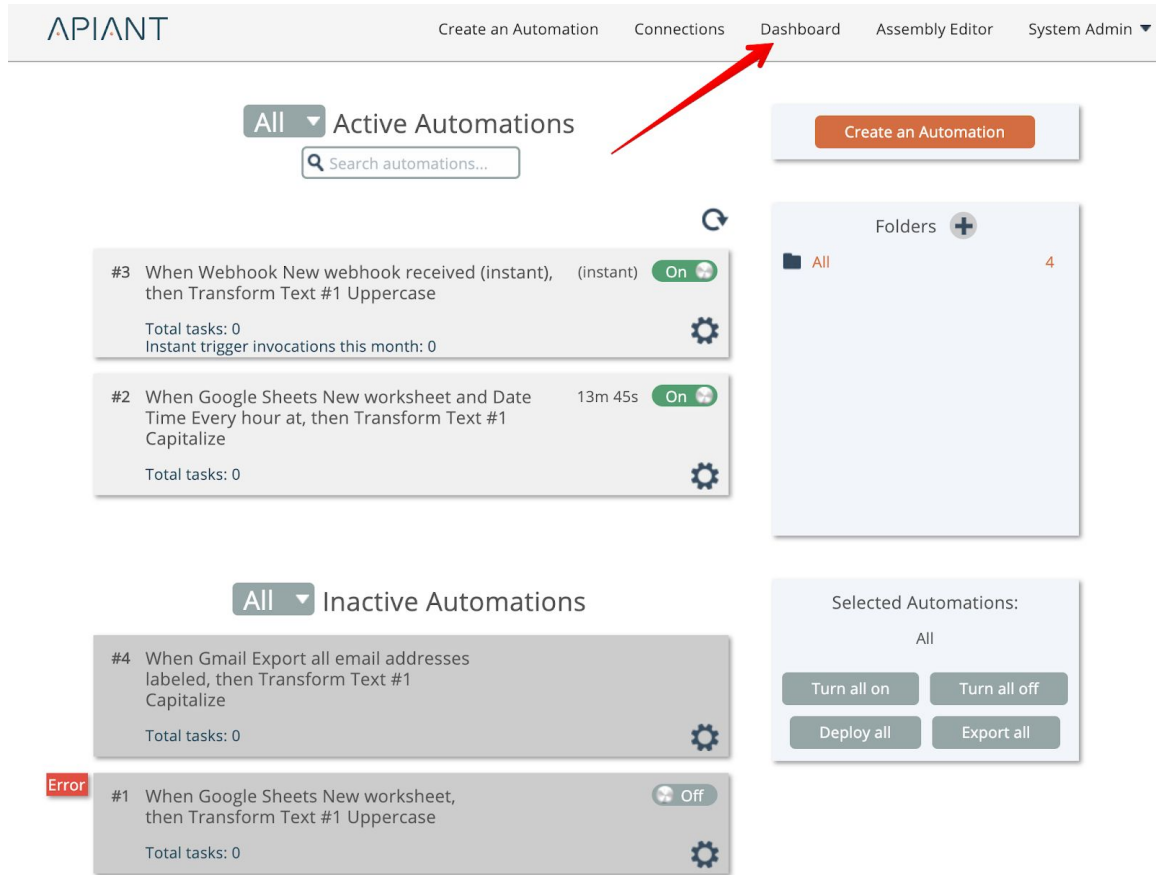 APIANT
Create an Automation
Connections
Dashboard
Assembly Editor
System Admin
All
Active Automations
Search automations...
Create an Automation
Folders
All 4
#3 When Webhook New webhook received (instant), (instant) On
then Transform Text #1 Uppercase
Total tasks: 0
Instant trigger invocations this month: 0
#2 When Google Sheets New worksheet and Date 13m 45s On
Time Every hour at, then Transform Text #1
Capitalize
Total tasks: 0
All
Inactive Automations
#4 When Gmail Export all email addresses
labeled, then Transform Text #1
Capitalize
Total tasks: 0
Error
#1 When Google Sheets New worksheet, Off
then Transform Text #1 Uppercase
Total tasks: 0
Selected Automations:
All
Turn all on
Turn all off
Deploy all
Export all